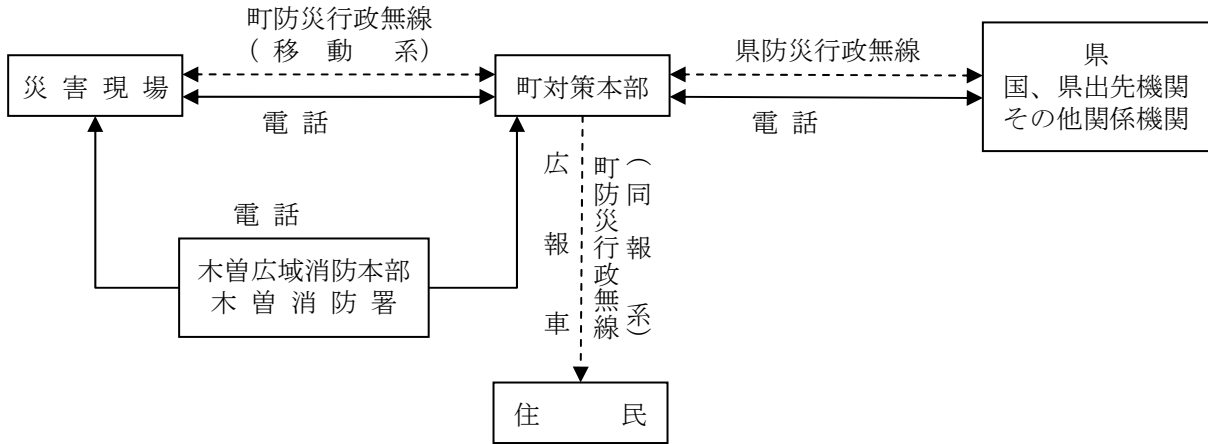 町防災行政無線
(移動系)
県防災行政無線
災害現場
町対策本部
県
国、県出先機関
その他関係機関
電話
電話
広報車
町防災行政無線
(同報系)
電話
木曽広域消防本部
木曽消防署
住民